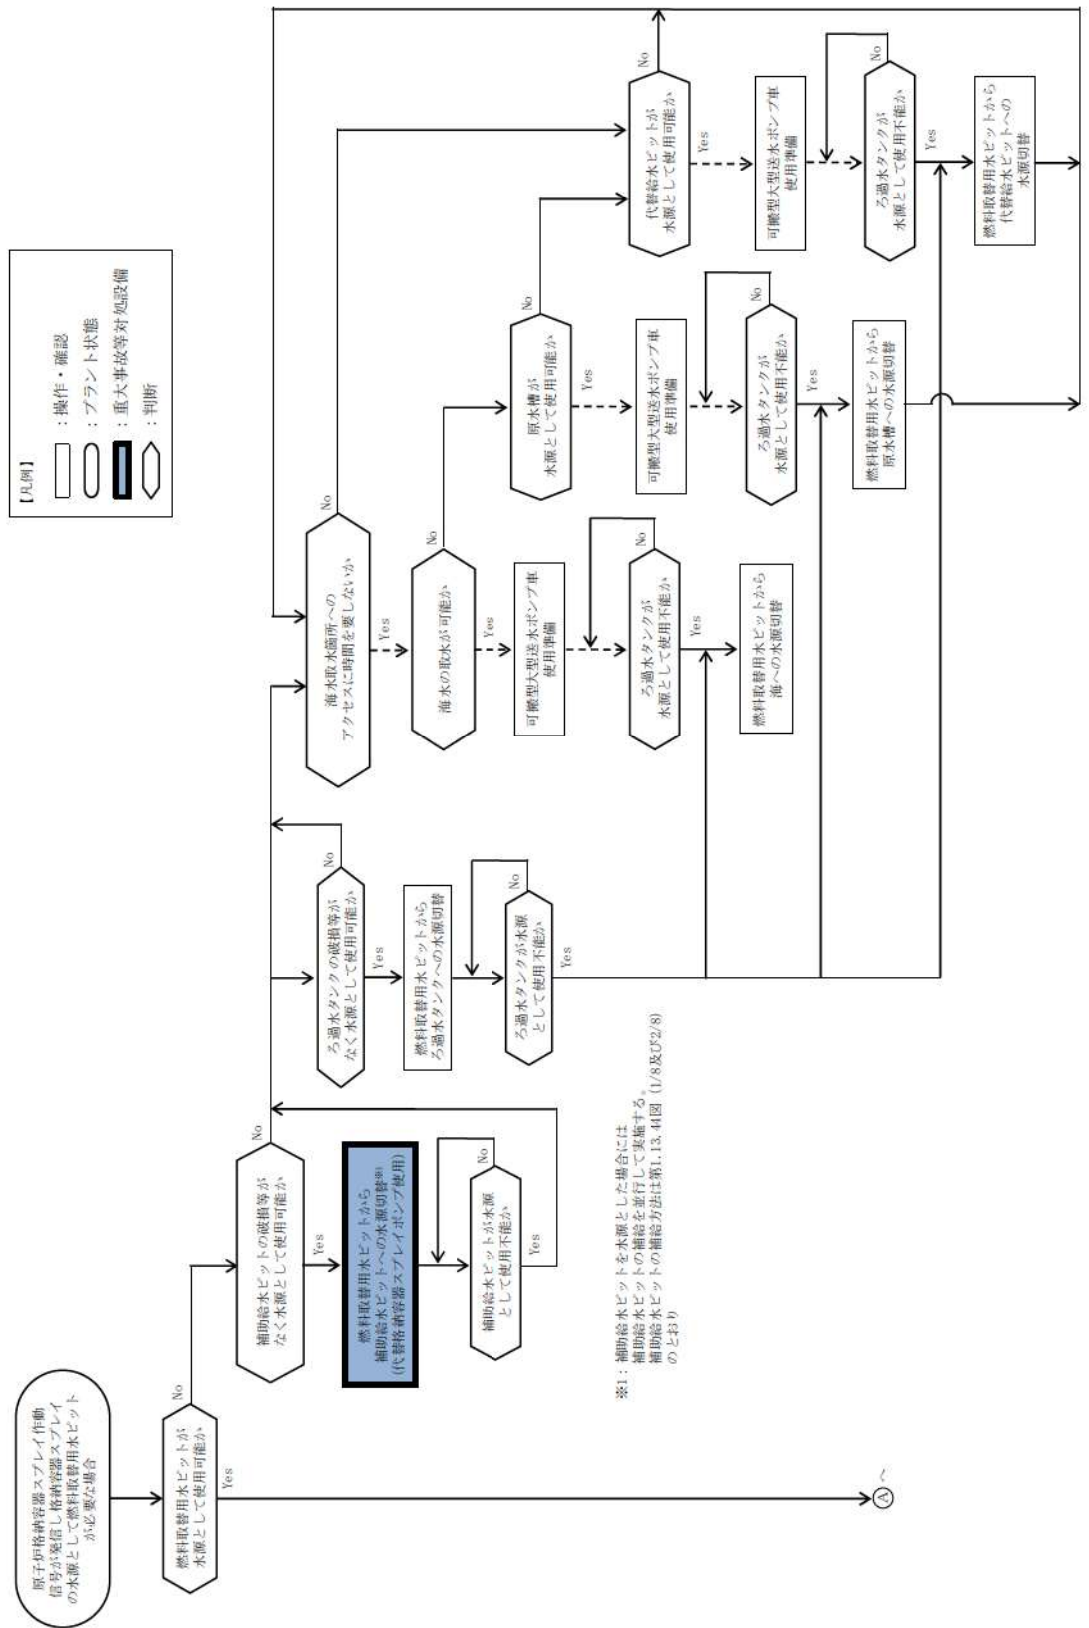 【凡例】
：操作・確認
：プラント状態
：重大事故等対処設備
：判断
原子炉格納容器スプレイ作動
信号が発信し格納容器スプレイ
の水源として燃料取替用水ピット
が必要な場合
燃料取替用水ピットが
水源として使用可能か
No
Yes
Ⓐ へ
補助給水ピットの破損等が
なく水源として使用可能か
No
Yes
燃料取替用水ピットから
補助給水ピットへの水源切替※1
(代替格納容器スプレイポンプ使用)
補助給水ピットが水源
として使用不能か
No
Yes
※1：補助給水ピットを水源とした場合には
補助給水ピットの補給を並行して実施する。
補助給水ピットの補給方法は第1.13.44図（1/8及び2/8）
のとおり
ろ過水タンクの破損等が
なく水源として使用可能か
No
Yes
燃料取替用水ピットから
ろ過水タンクへの水源切替
ろ過水タンクが水源
として使用不能か
No
Yes
海水取水箇所への
アクセスに時間を要しないか
No
Yes
海水の取水が可能か
No
Yes
可搬型大型送水ポンプ車
使用準備
ろ過水タンクが
水源として使用不能か
No
Yes
燃料取替用水ピットから
海への水源切替
原水槽が
水源として使用可能か
No
Yes
可搬型大型送水ポンプ車
使用準備
ろ過水タンクが
水源として使用不能か
No
Yes
燃料取替用水ピットから
原水槽への水源切替
代替給水ピットが
水源として使用可能か
No
Yes
可搬型大型送水ポンプ車
使用準備
ろ過水タンクが
水源として使用不能か
No
Yes
燃料取替用水ピットから
代替給水ピットへの
水源切替